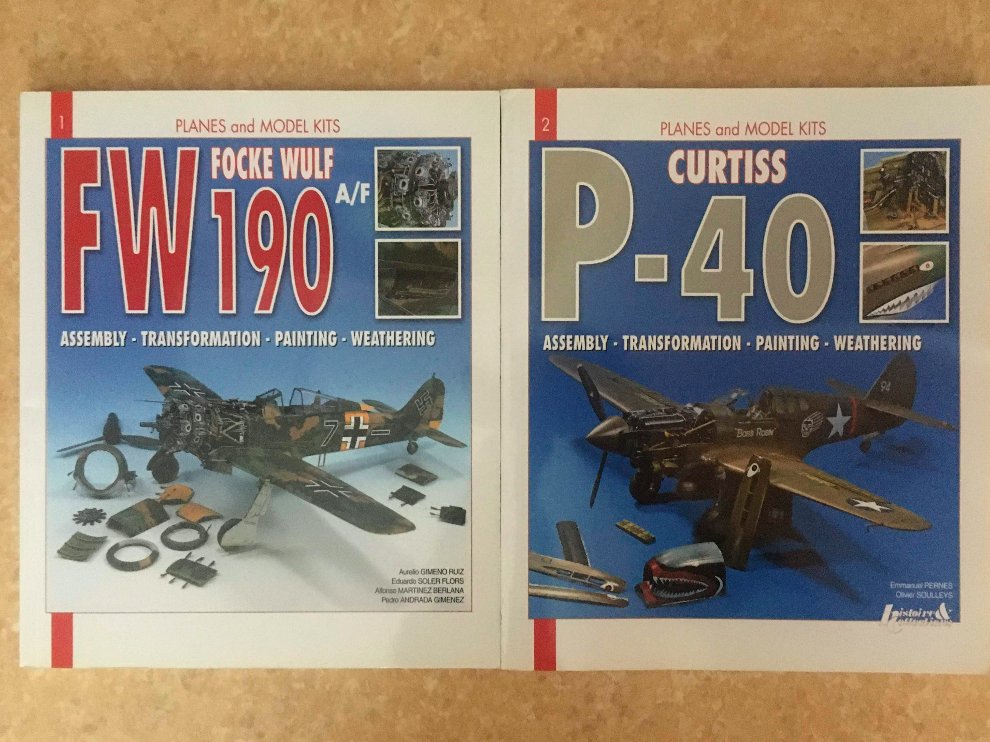 1
PLANES and MODEL KITS
FOCKE WULF
FW 190 A/F
ASSEMBLY - TRANSFORMATION - PAINTING - WEATHERING
7
Aurelio GIMENO RUIZ
Eduardo SOLER FLORS
Alfonso MARTINEZ BERLANA
Pedro ANDRADA GIMENEZ
2
PLANES and MODEL KITS
CURTISS
P-40
ASSEMBLY - TRANSFORMATION - PAINTING - WEATHERING
94
Emmanuel PERNES
Olivier SOULLEYS
histoire &